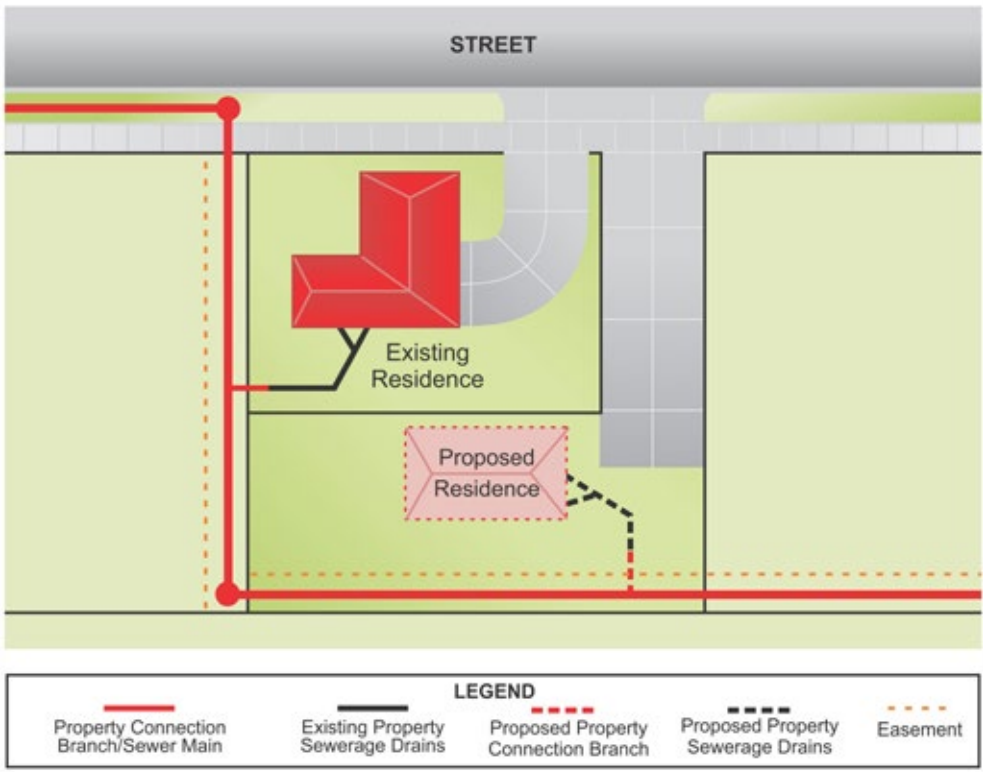 STREET
Existing
Residence
Proposed
Residence
LEGEND
Property Connection
Branch/Sewer Main
Existing Property
Sewerage Drains
Proposed Property
Connection Branch
Proposed Property
Sewerage Drains
Easement